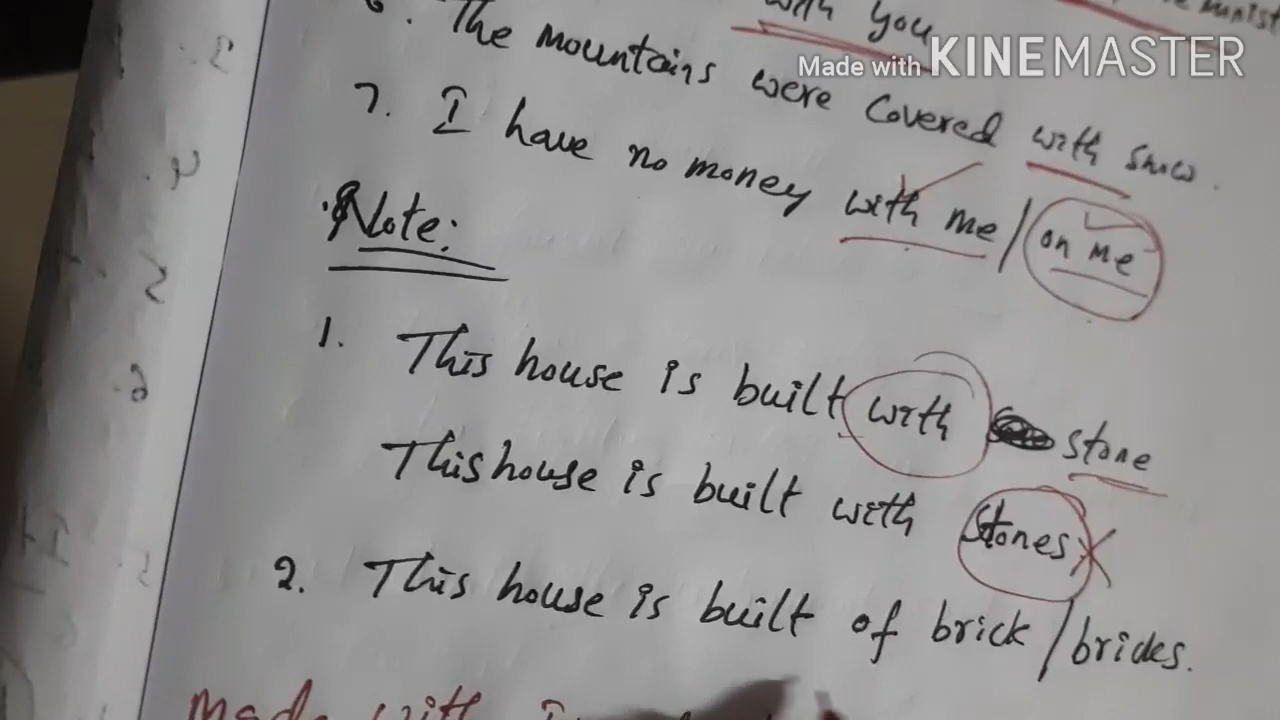 with you
Made with KINEMASTER
6. The mountains were covered with snow.
7. I have no money with me / on me
Note:
1. This house is built with stone
This house is built with stones
2. This house is built of brick / bricks.
made with